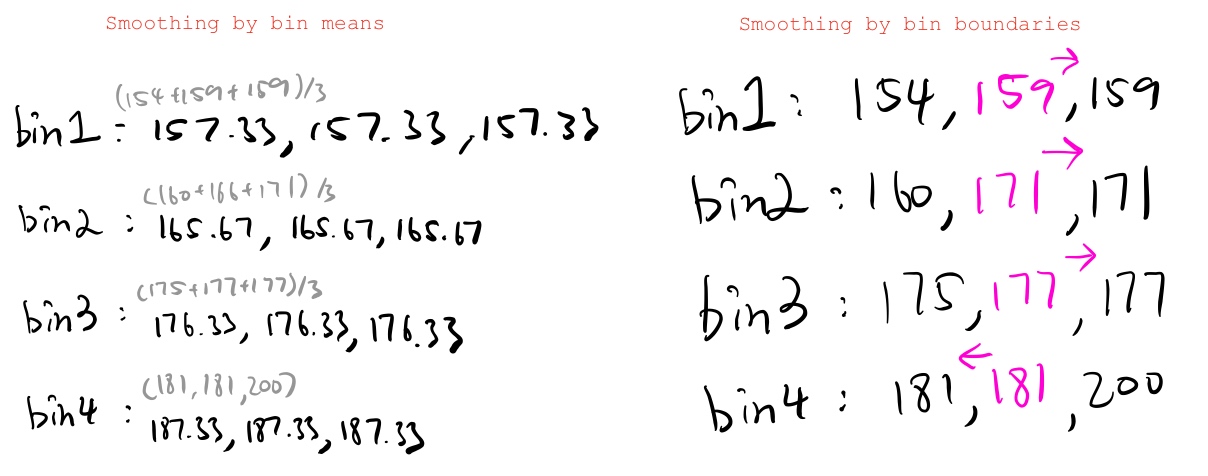 Smoothing by bin means
(154+159+159)/3
bin1: 157.33, 157.33, 157.33
(160+166+171)/3
bin2: 165.67, 165.67, 165.67
(175+177+177)/3
bin3: 176.33, 176.33, 176.33
(181,181,200)
bin4: 187.33, 187.33, 187.33
Smoothing by bin boundaries
bin1: 154, 159, 159
bin2: 160, 171, 171
bin3: 175, 177, 177
bin4: 181, 181, 200